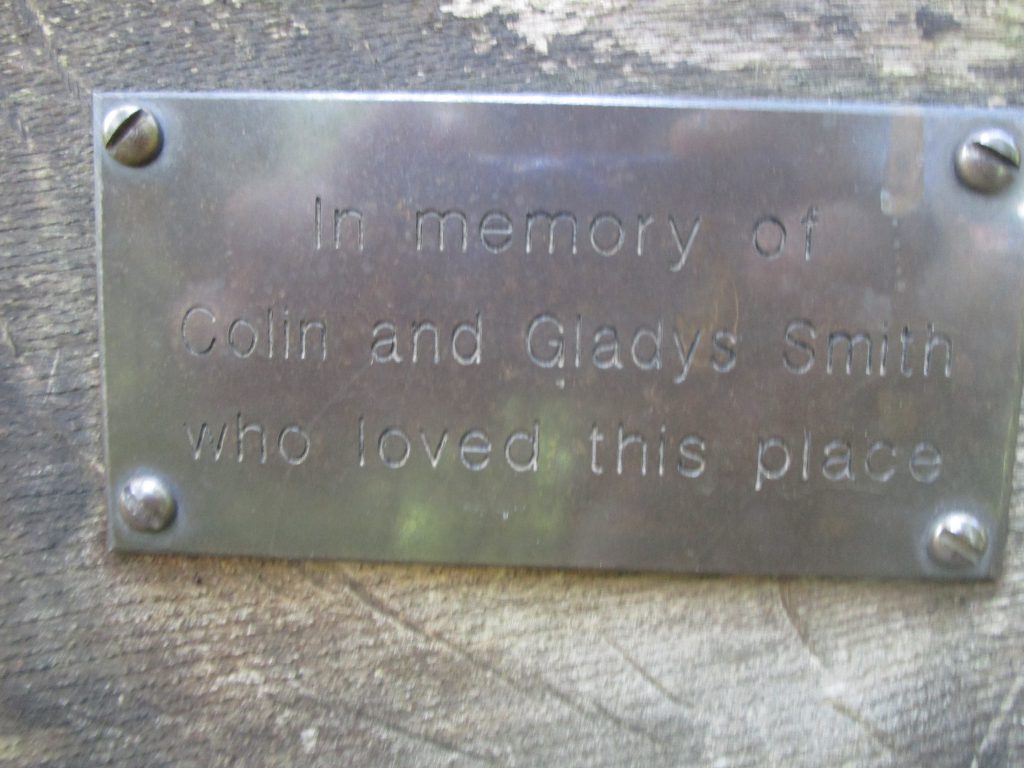 In memory of
Colin and Gladys Smith
who loved this place